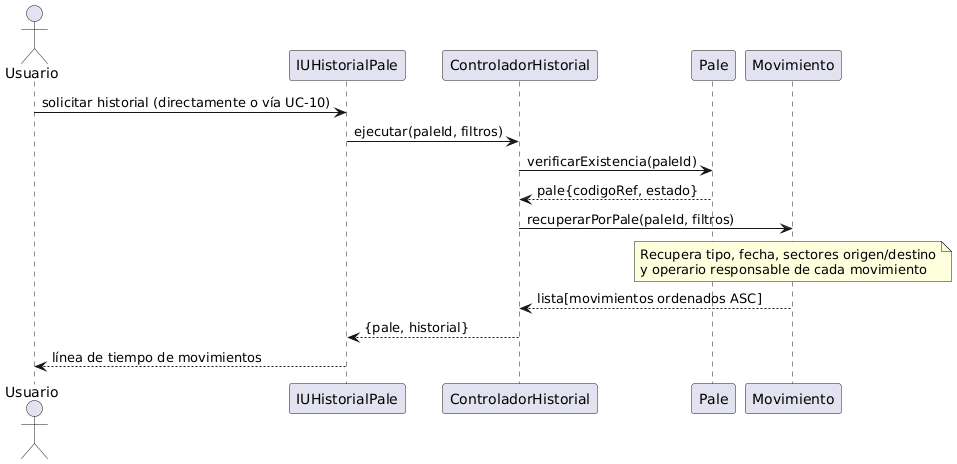 Usuario
IUHistorialPale
ControladorHistorial
Pale
Movimiento
solicitar historial (directamente o vía UC-10)
ejecutar(paleId, filtros)
verificarExistencia(paleId)
pale{codigoRef, estado}
recuperarPorPale(paleId, filtros)
Recupera tipo, fecha, sectores origen/destino
y operario responsable de cada movimiento
lista[movimientos ordenados ASC]
{pale, historial}
línea de tiempo de movimientos
Usuario
IUHistorialPale
ControladorHistorial
Pale
Movimiento